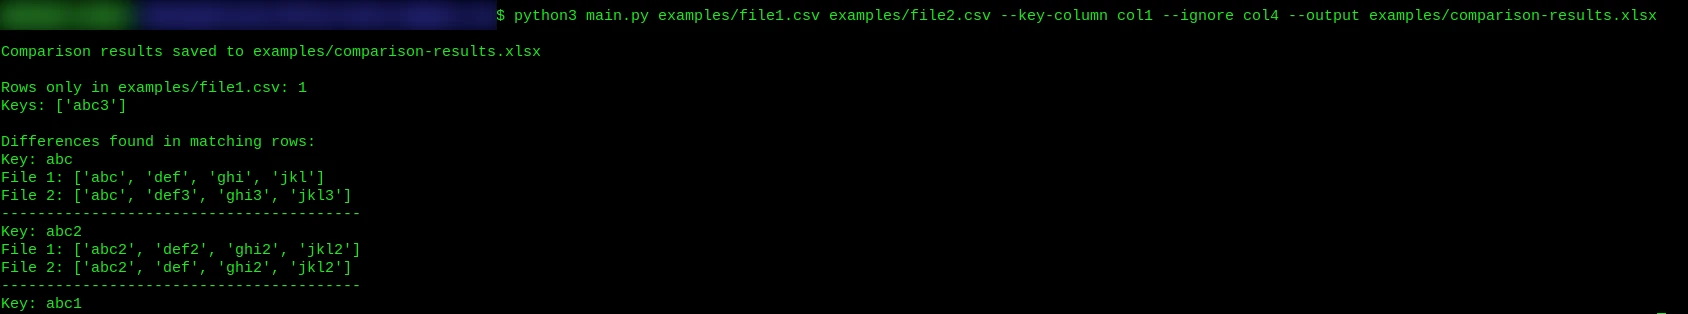 $ python3 main.py examples/file1.csv examples/file2.csv --key-column col1 --ignore col4 --output examples/comparison-results.xlsx
Comparison results saved to examples/comparison-results.xlsx
Rows only in examples/file1.csv: 1
Keys: ['abc3']
Differences found in matching rows:
Key: abc
File 1: ['abc', 'def', 'ghi', 'jkl']
File 2: ['abc', 'def3', 'ghi3', 'jkl3']
----------------------------------------
Key: abc2
File 1: ['abc2', 'def2', 'ghi2', 'jkl2']
File 2: ['abc2', 'def', 'ghi2', 'jkl2']
----------------------------------------
Key: abc1